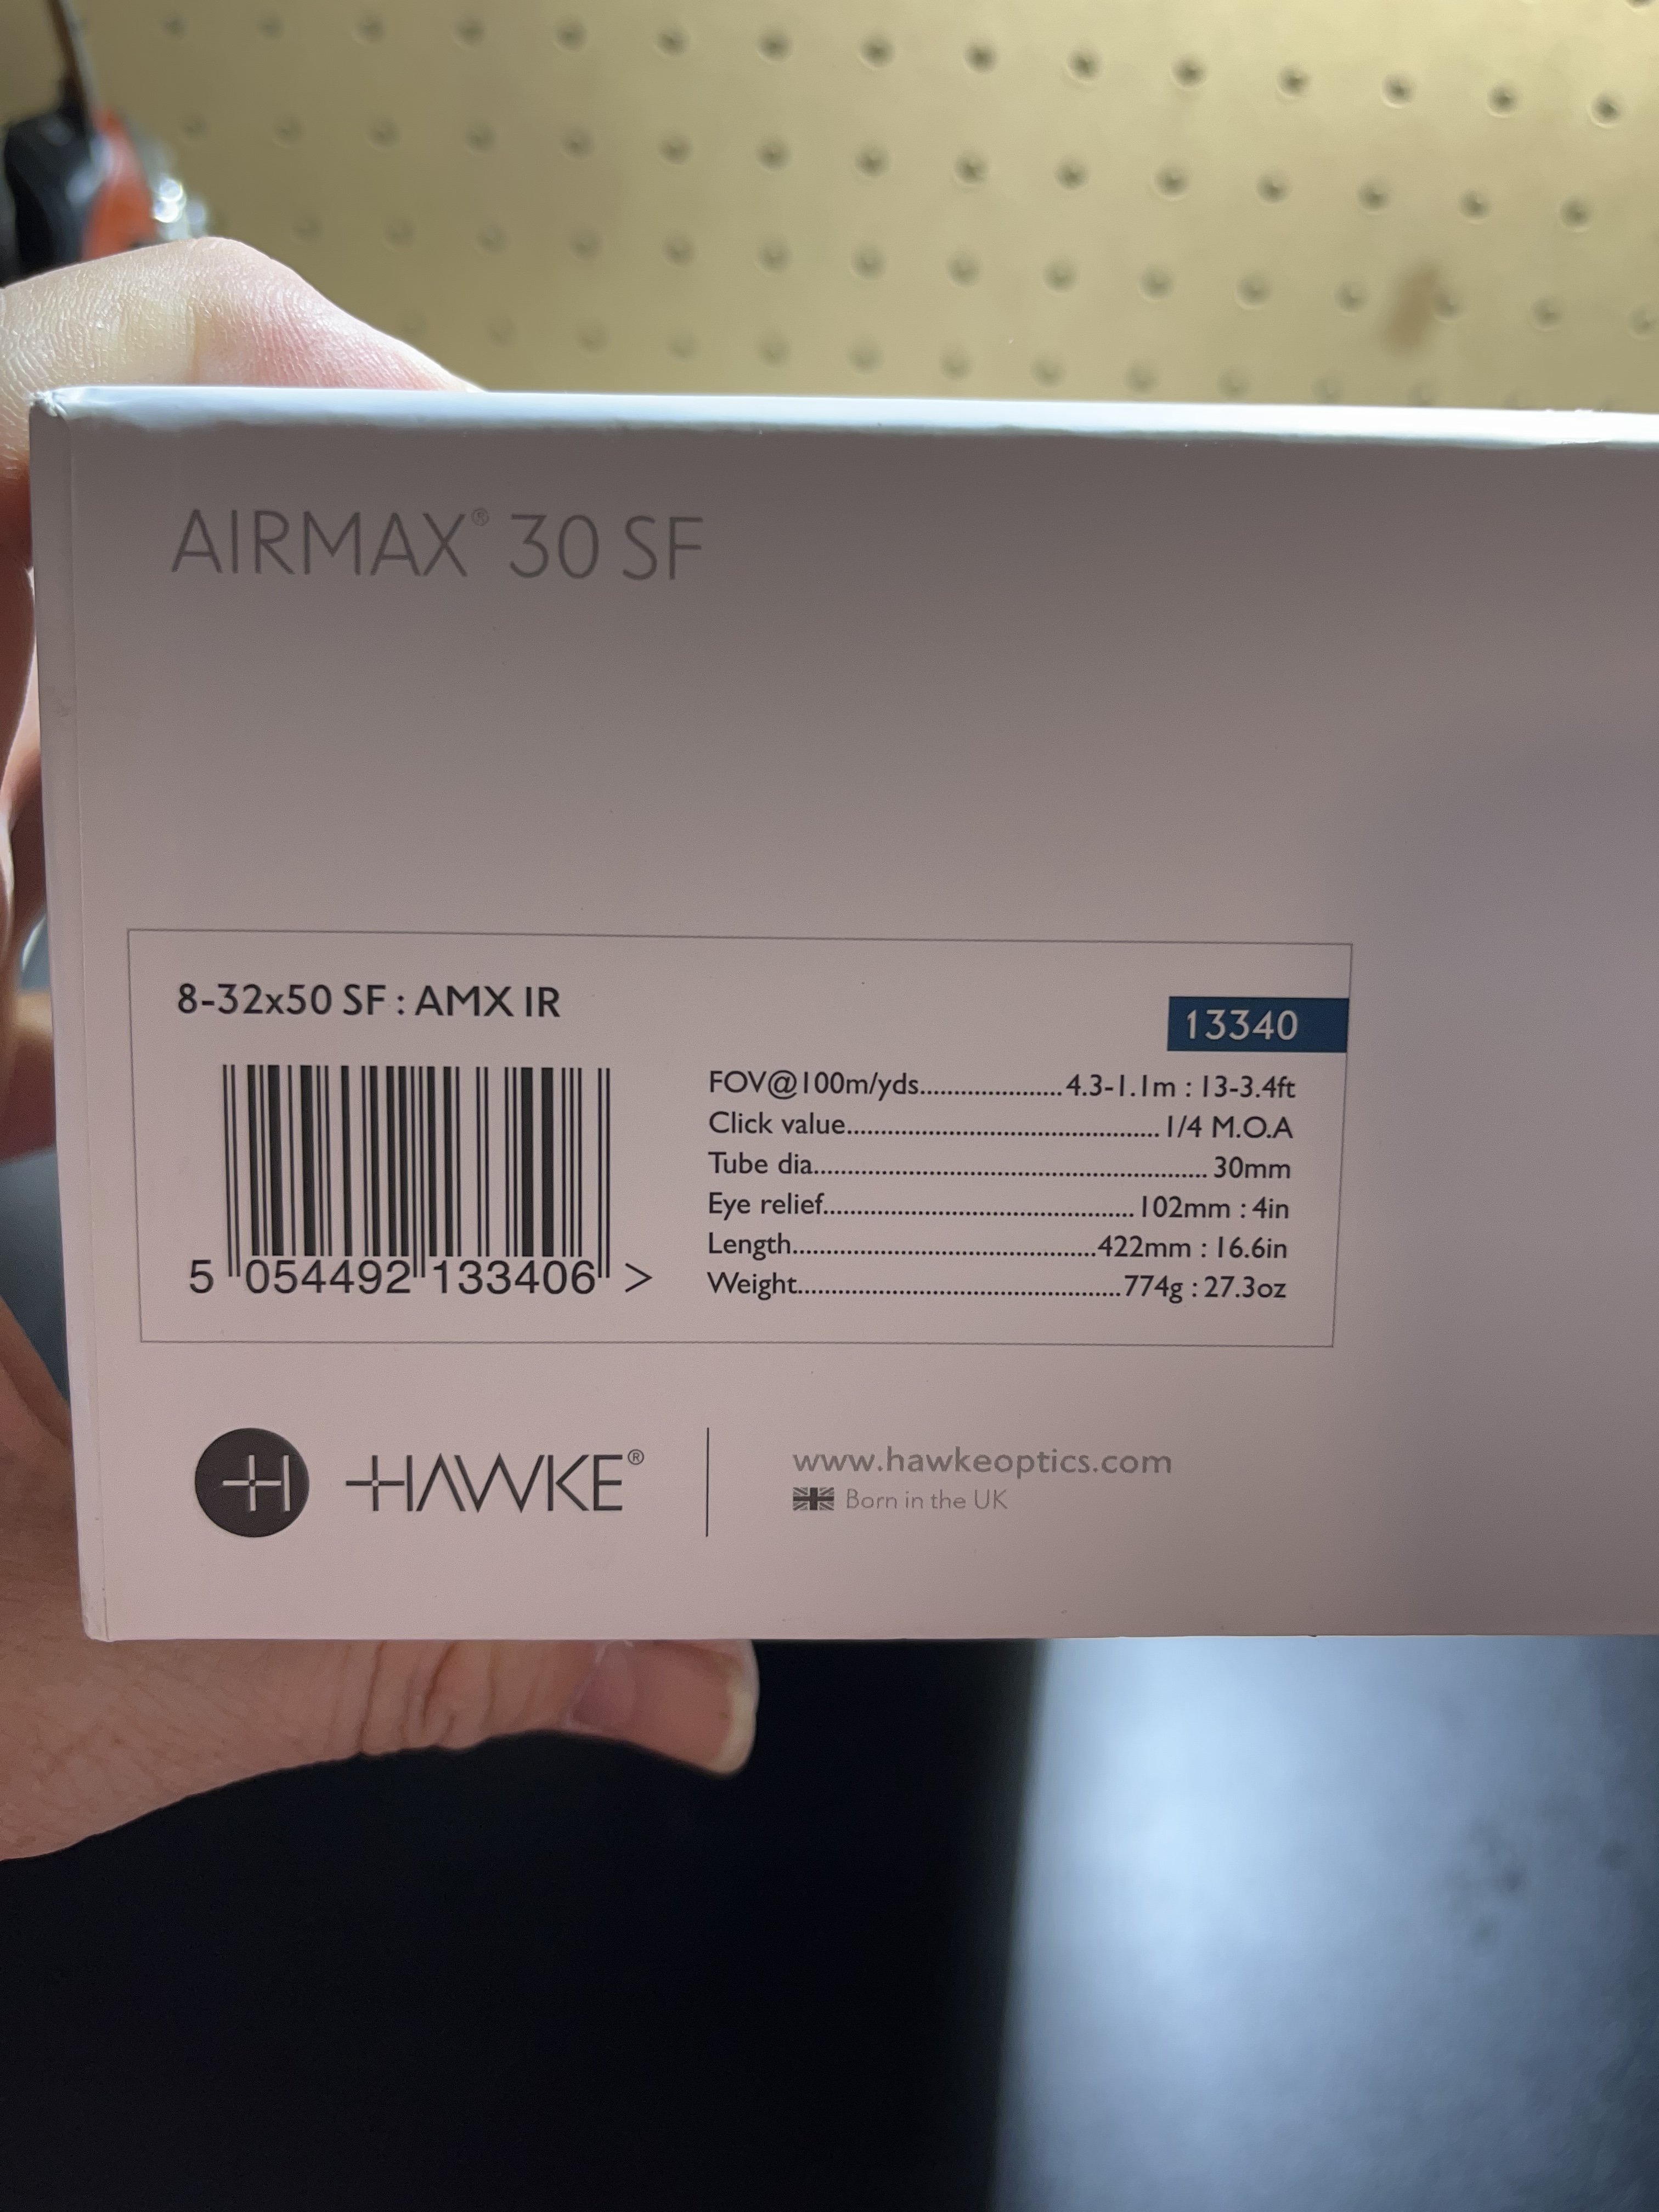 AIRMAX® 30 SF
8-32x50 SF : AMX IR
13340
FOV@100m/yds....................4.3-1.1m : 13-3.4ft
Click value............................................1/4 M.O.A
Tube dia......................................................30mm
Eye relief...........................................102mm : 4in
Length..........................................422mm : 16.6in
Weight.............................................774g : 27.3oz
5 054492 133406 >
HAWKE®
www.hawkeoptics.com
Born in the UK